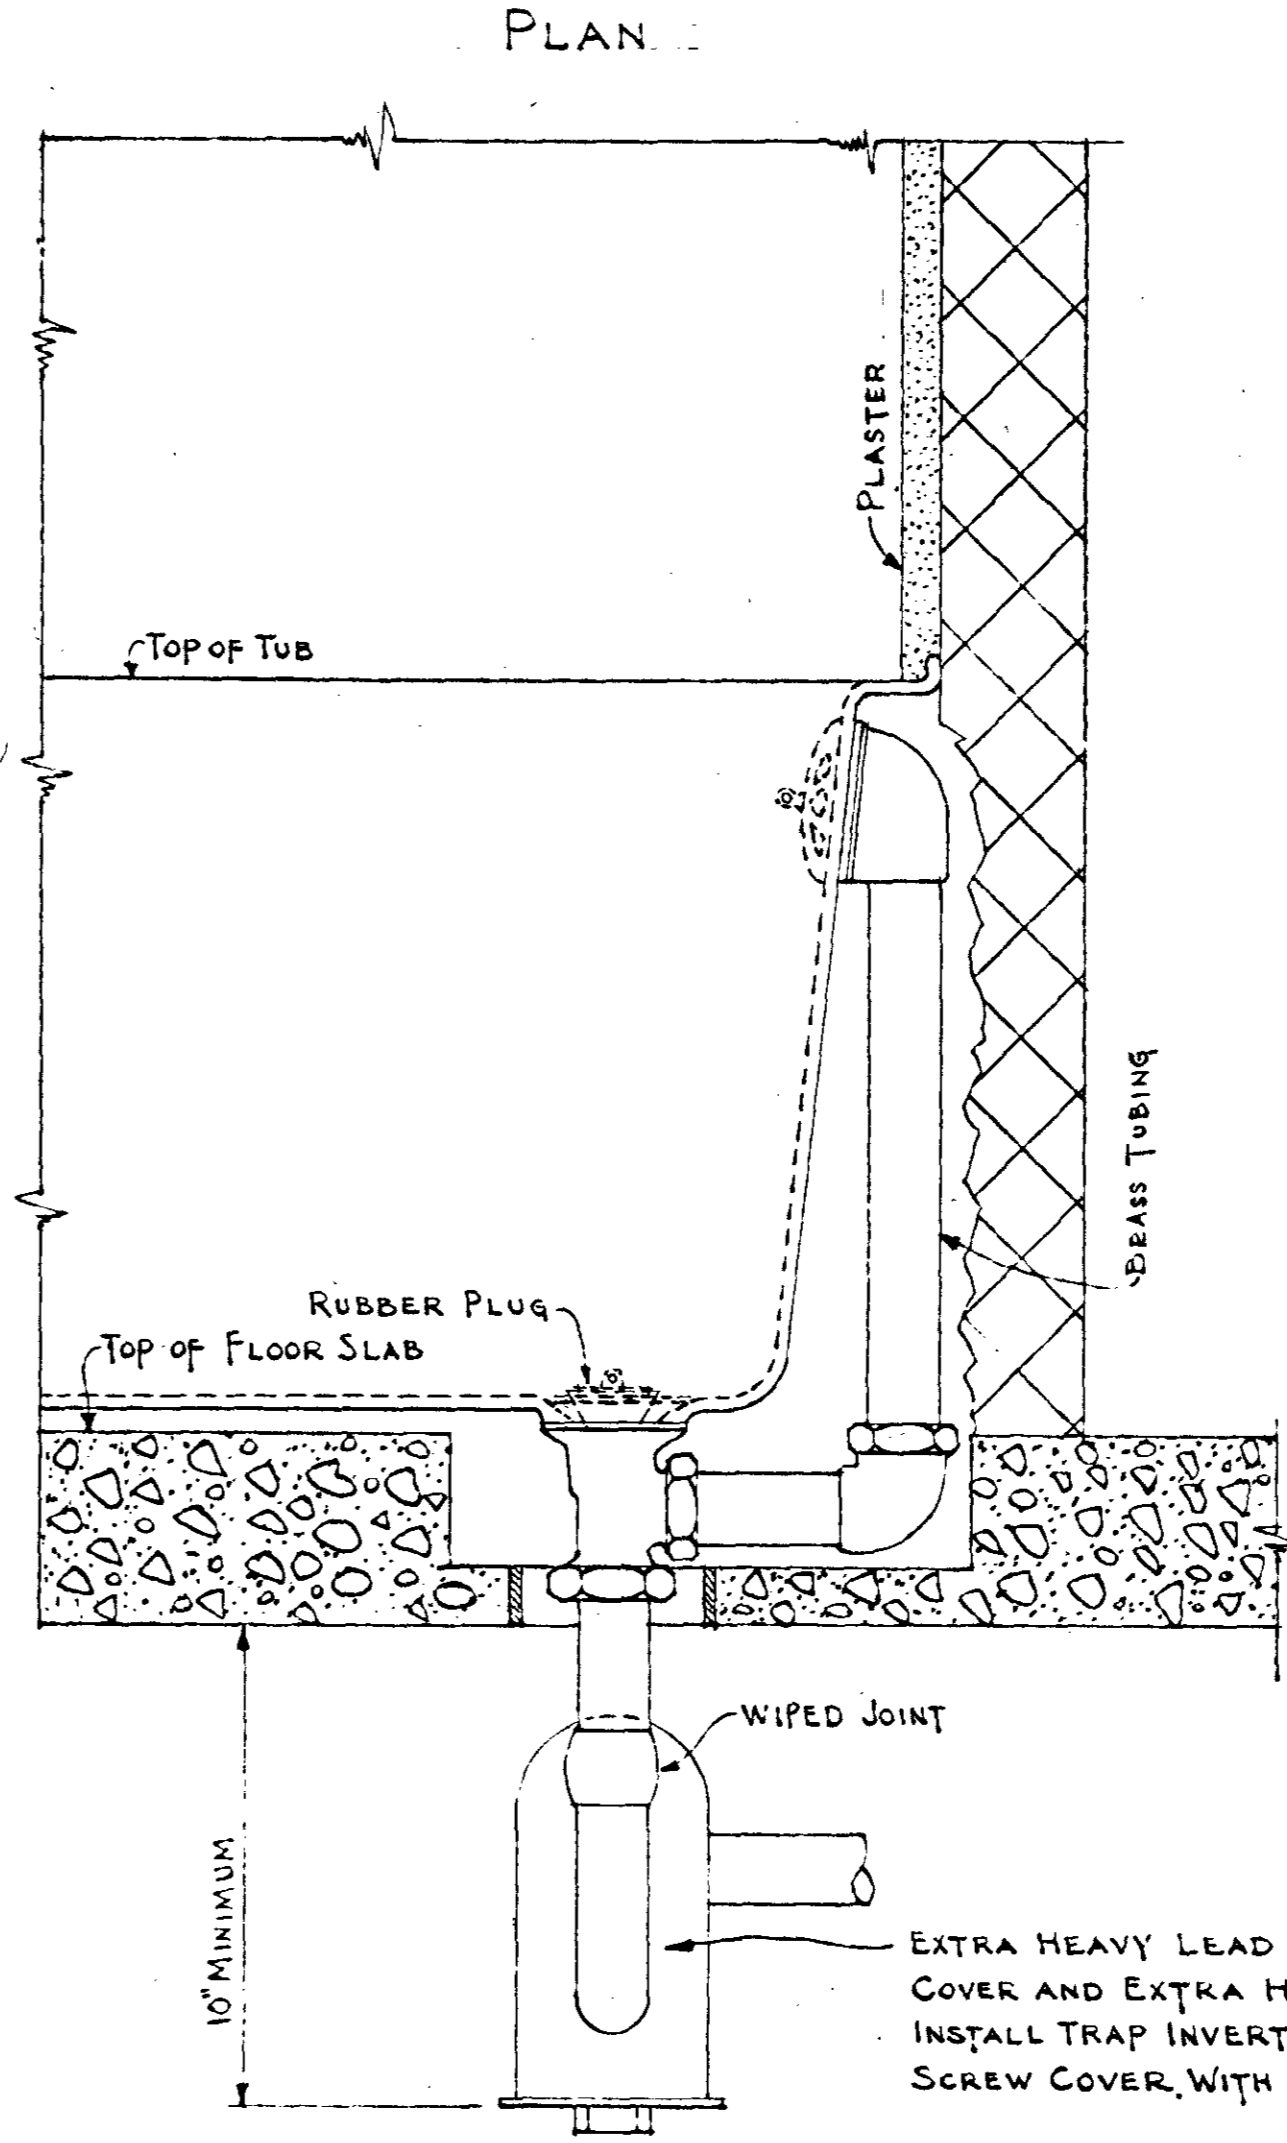 PLAN
PLASTER
TOP OF TUB
BRASS TUBING
RUBBER PLUG
TOP OF FLOOR SLAB
WIPED JOINT
10" MINIMUM
EXTRA HEAVY LEAD
COVER AND EXTRA H
INSTALL TRAP INVERT
SCREW COVER, WITH